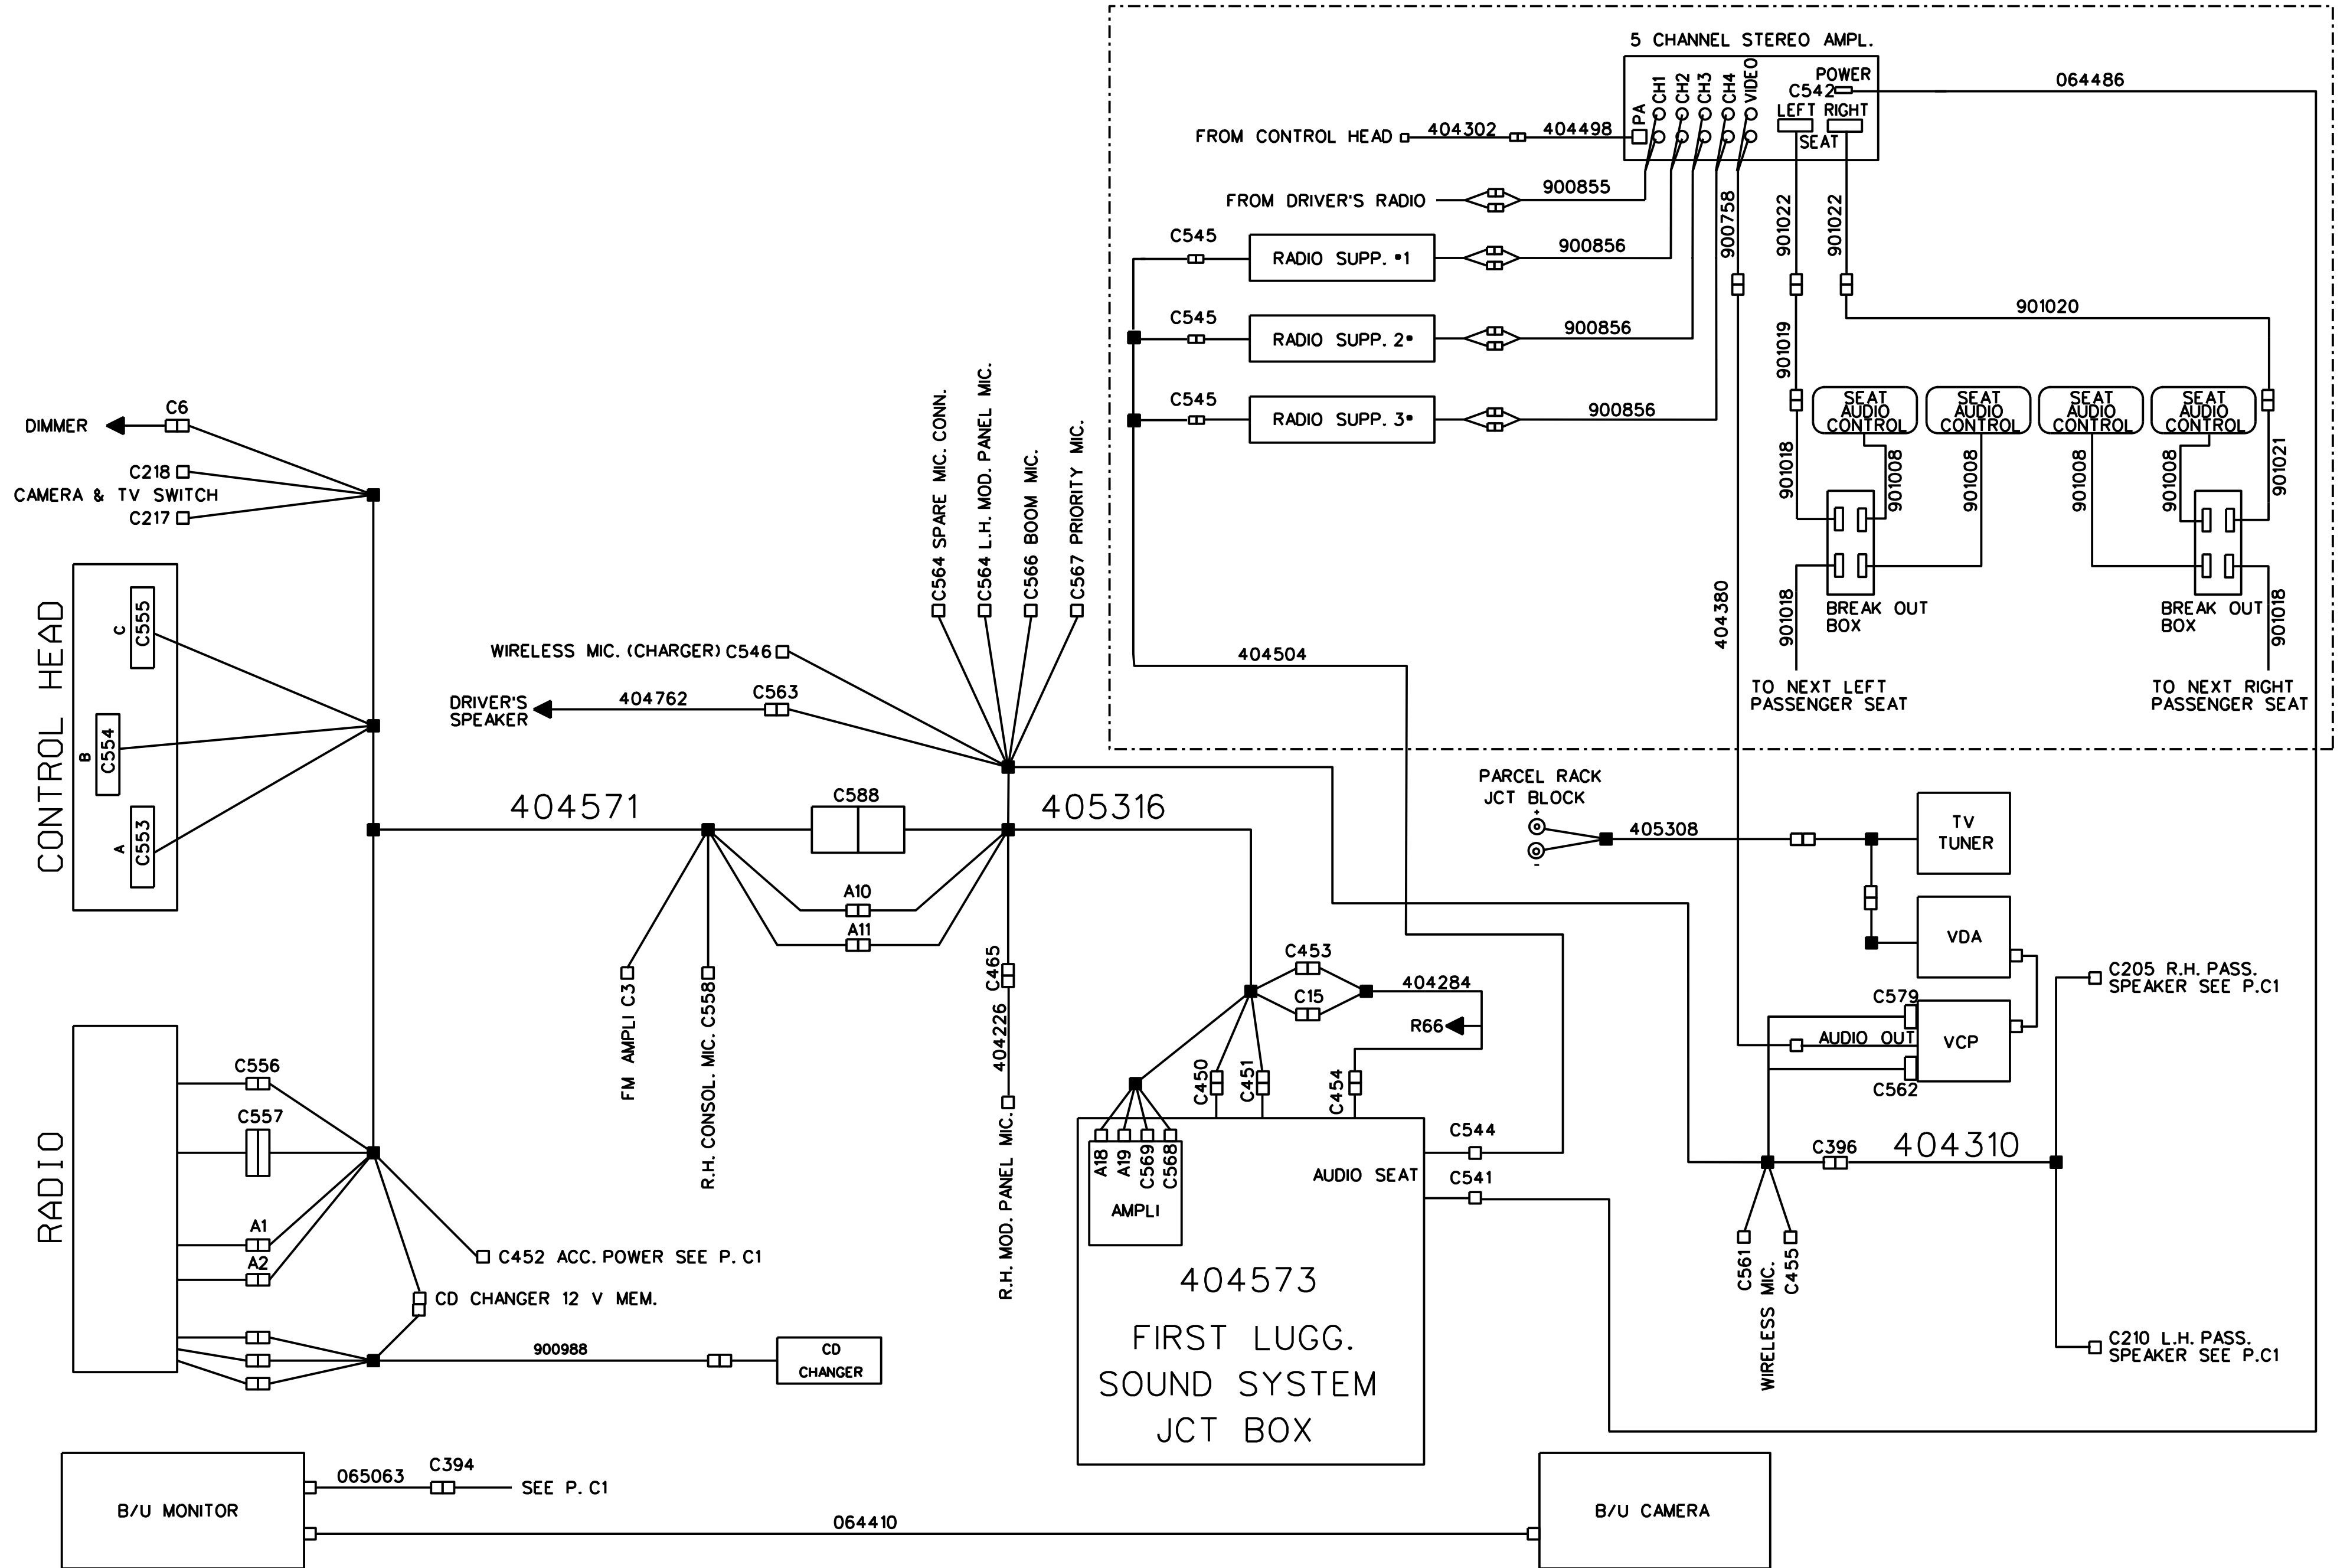 5 CHANNEL STEREO AMPL.
POWER
C542
LEFT RIGHT
SEAT
PA
CH1
CH2
CH3
CH4
VIDEO
064486
FROM CONTROL HEAD
404302
404498
FROM DRIVER'S RADIO
900855
C545
RADIO SUPP. •1
900856
C545
RADIO SUPP. 2•
900856
C545
RADIO SUPP. 3•
900856
900758
901022
901022
901020
901019
SEAT
AUDIO
CONTROL
SEAT
AUDIO
CONTROL
SEAT
AUDIO
CONTROL
SEAT
AUDIO
CONTROL
901018
901008
901008
901008
901008
901021
BREAK OUT
BOX
BREAK OUT
BOX
901018
901018
TO NEXT LEFT
PASSENGER SEAT
TO NEXT RIGHT
PASSENGER SEAT
404380
404504
DIMMER
C6
C218
CAMERA & TV SWITCH
C217
CONTROL HEAD
C
C555
B
C554
A
C553
C564 SPARE MIC. CONN.
C564 L.H. MOD. PANEL MIC.
C566 BOOM MIC.
C567 PRIORITY MIC.
WIRELESS MIC. (CHARGER) C546
DRIVER'S
SPEAKER
404762
C563
404571
C588
405316
A10
A11
FM AMPLI C3
R.H. CONSOL. MIC. C558
C465
404226
R.H. MOD. PANEL MIC.
PARCEL RACK
JCT BLOCK
+
-
405308
TV
TUNER
VDA
C579
AUDIO OUT
VCP
C562
C205 R.H. PASS.
SPEAKER SEE P.C1
C453
C15
404284
R66
C450
C451
C454
RADIO
C556
C557
A1
A2
C452 ACC. POWER SEE P. C1
CD CHANGER 12 V MEM.
900988
CD
CHANGER
A18
A19
C569
C568
AMPLI
AUDIO SEAT
C544
C541
404573
FIRST LUGG.
SOUND SYSTEM
JCT BOX
C396
404310
C561
WIRELESS MIC.
C455
C210 L.H. PASS.
SPEAKER SEE P.C1
B/U MONITOR
065063
C394
SEE P. C1
064410
B/U CAMERA